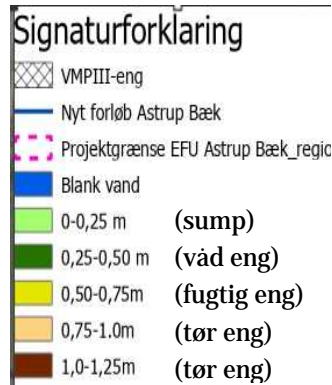 Signaturforklaring
VMPIII-eng
Nyt forløb Astrup Bæk
Projektgrænse EFU Astrup Bæk_regio
Blank vand
0-0,25 m (sump)
0,25-0,50 m (våd eng)
0,50-0,75m (fugtig eng)
0,75-1.0m (tør eng)
1,0-1,25m (tør eng)